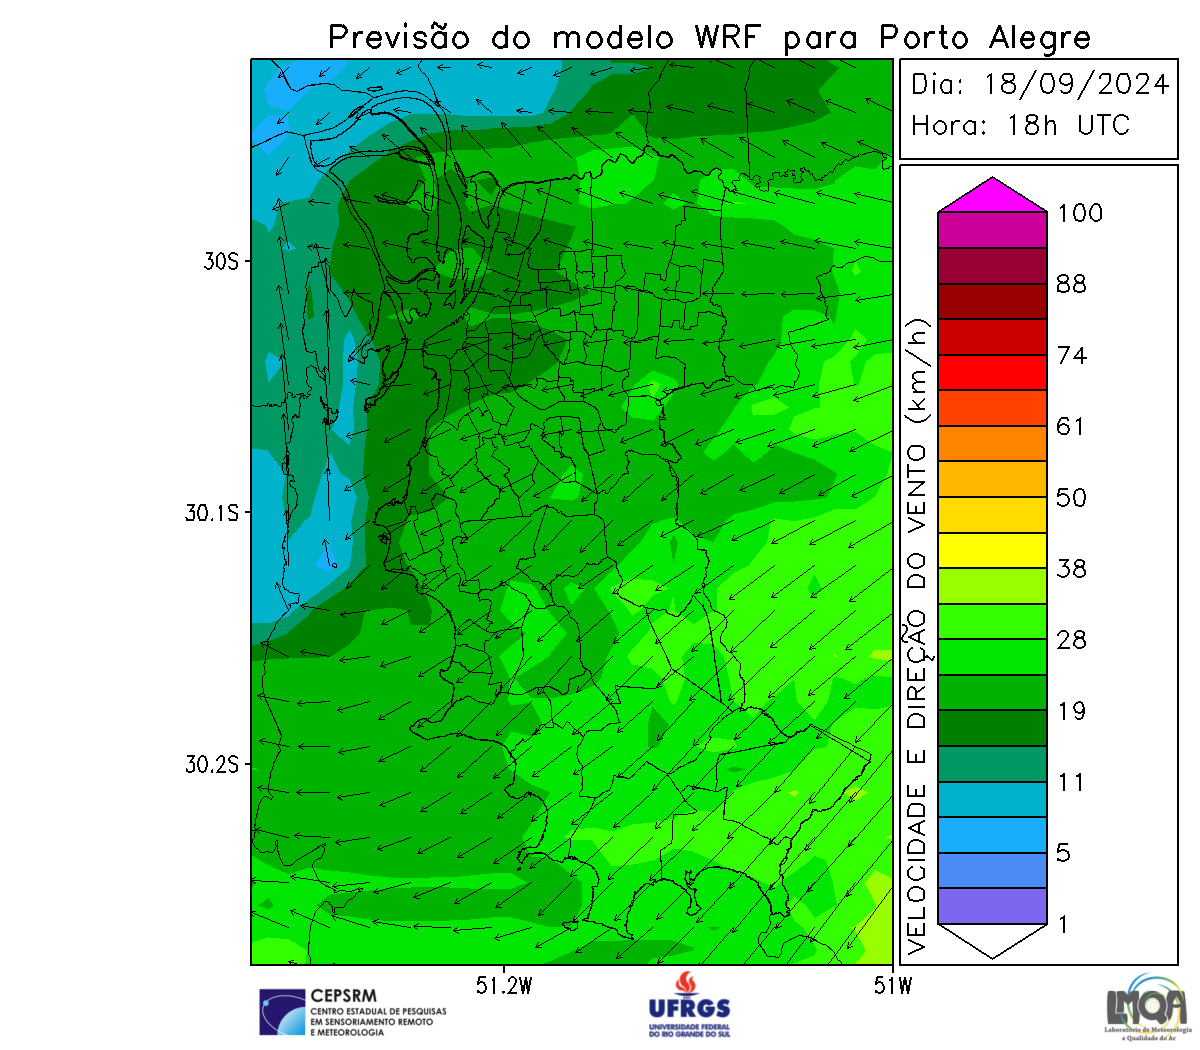 Previsão do modelo WRF para Porto Alegre
Dia: 18/09/2024
Hora: 18h UTC
30S
30.1S
30.2S
51.2W
51W
VELOCIDADE E DIREÇÃO DO VENTO (km/h)
100
88
74
61
50
38
28
19
11
5
1
CEPSRM
CENTRO ESTADUAL DE PESQUISAS
EM SENSORIAMENTO REMOTO
E METEOROLOGIA
UFRGS
UNIVERSIDADE FEDERAL
DO RIO GRANDE DO SUL
LMQA
Laboratório de Meteorologia
e Qualidade do Ar